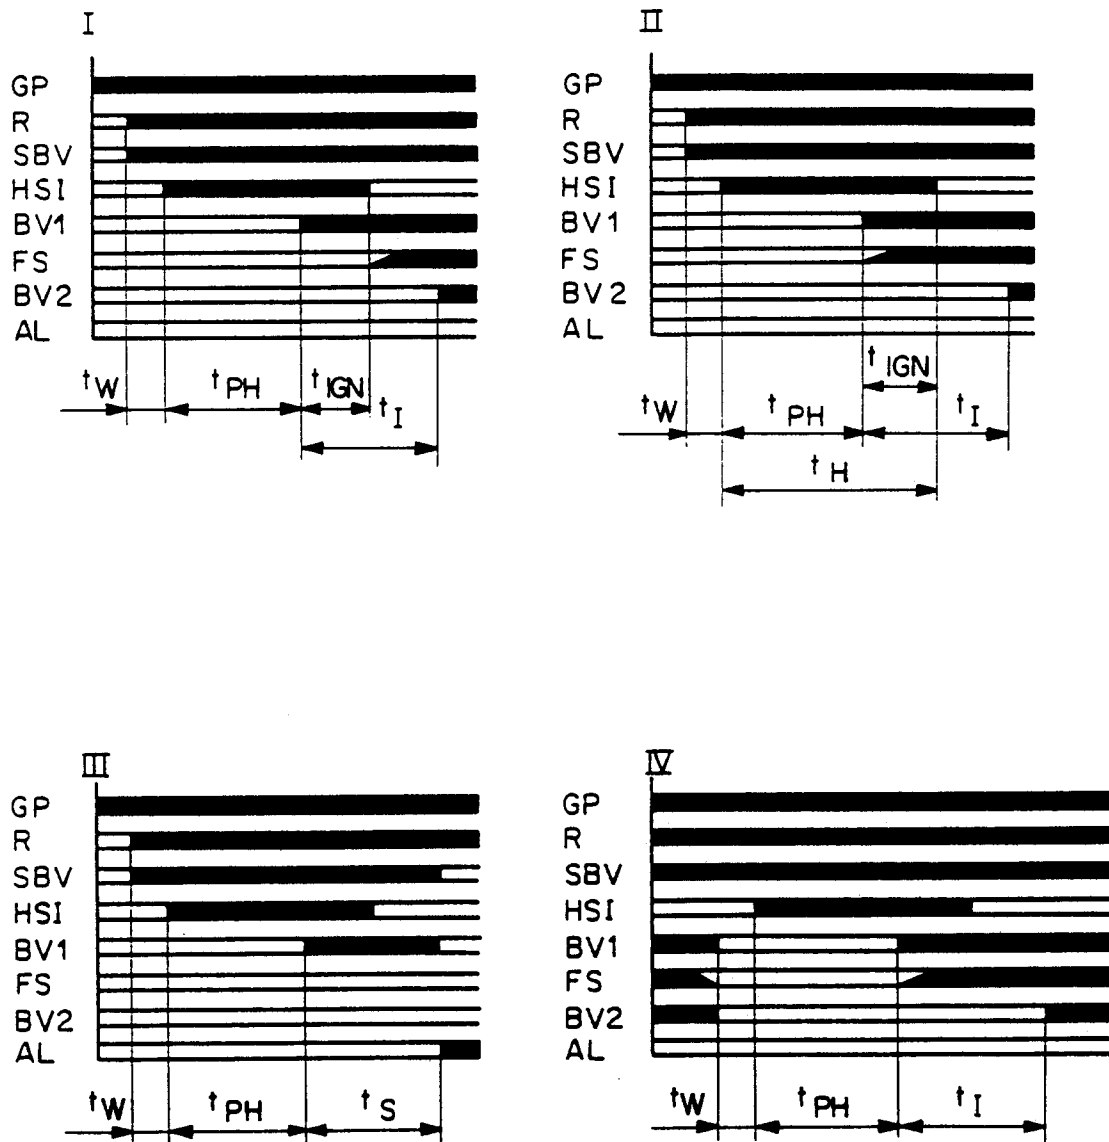 I
GP
R
SBV
HSI
BV1
FS
BV2
AL
tW tPH tIGN
tI
II
GP
R
SBV
HSI
BV1
FS
BV2
AL
tIGN
tW tPH tI
tH
III
GP
R
SBV
HSI
BV1
FS
BV2
AL
tW tPH tS
IV
GP
R
SBV
HSI
BV1
FS
BV2
AL
tW tPH tI